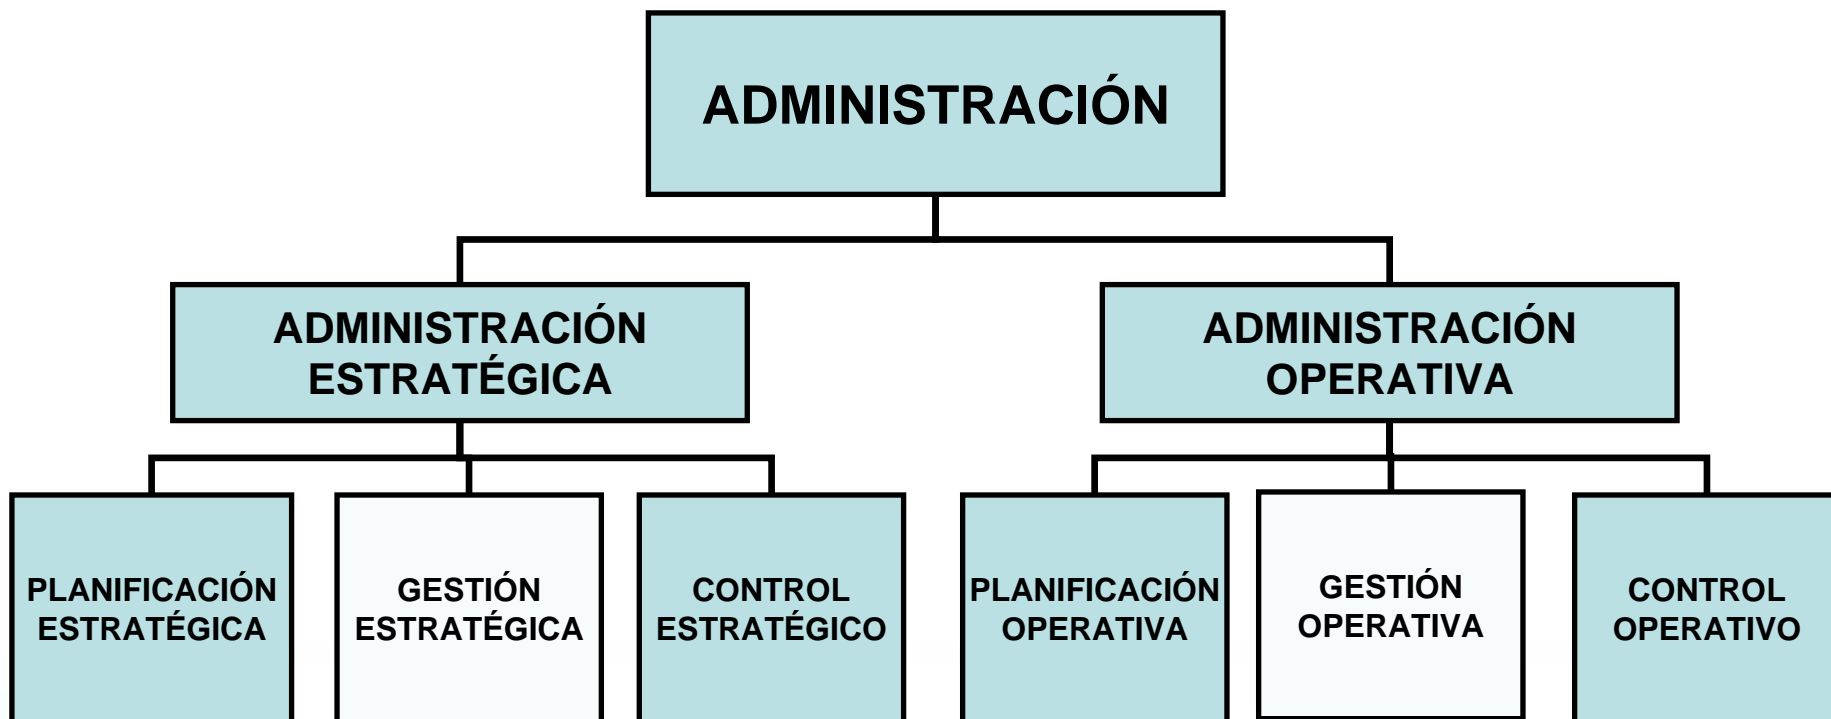 ADMINISTRACIÓN
ADMINISTRACIÓN
ESTRATÉGICA
ADMINISTRACIÓN
OPERATIVA
PLANIFICACIÓN
ESTRATÉGICA
GESTIÓN
ESTRATÉGICA
CONTROL
ESTRATÉGICO
PLANIFICACIÓN
OPERATIVA
GESTIÓN
OPERATIVA
CONTROL
OPERATIVO